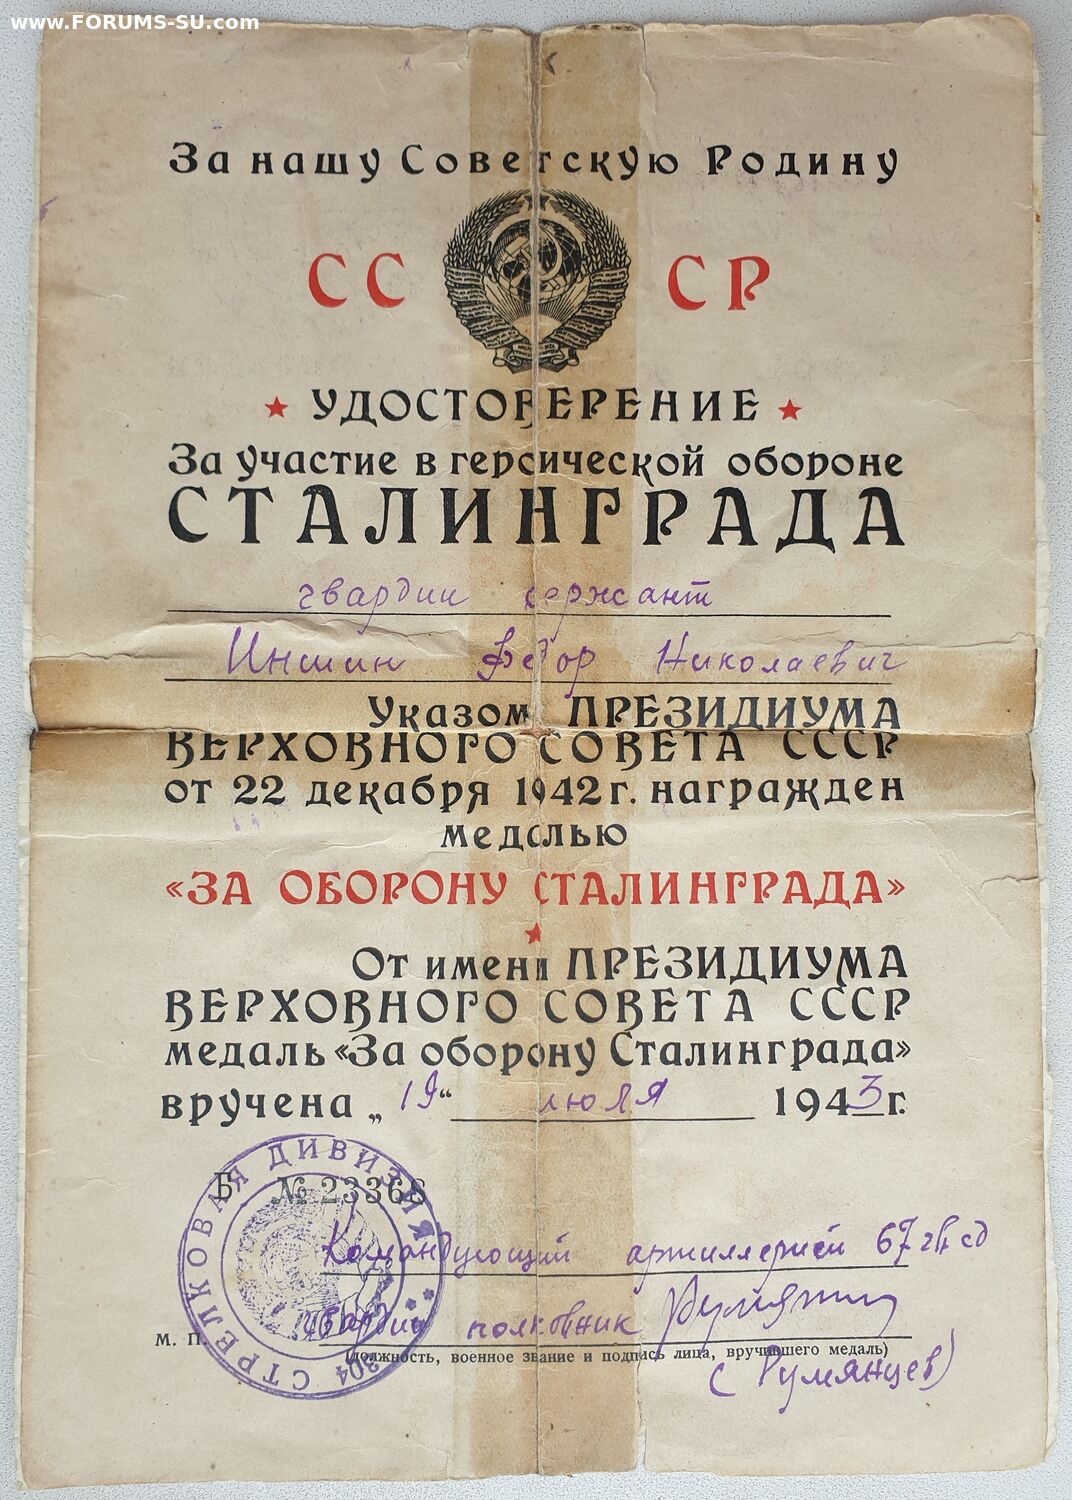 www.FORUMS-SU.com
За нашу Советскую Родину
СССР
УДОСТОВЕРЕНИЕ
За участие в героической обороне
СТАЛИНГРАДА
гвардии сержант
Иншин Федор Николаевич
Указом ПРЕЗИДИУМА
ВЕРХОВНОГО СОВЕТА СССР
от 22 декабря 1942 г. награжден
медалью
«ЗА ОБОРОНУ СТАЛИНГРАДА»
От имени ПРЕЗИДИУМА
ВЕРХОВНОГО СОВЕТА СССР
медаль «За оборону Сталинграда»
вручена „19“ июля 1943 г.
Б № 23368
304 СТРЕЛКОВАЯ ДИВИЗИЯ
Командующий артиллерией 67 гв сд
гвардии полковник Румянц
М. П.
(должность, военное звание и подпись лица, вручившего медаль)
(Румянцев)